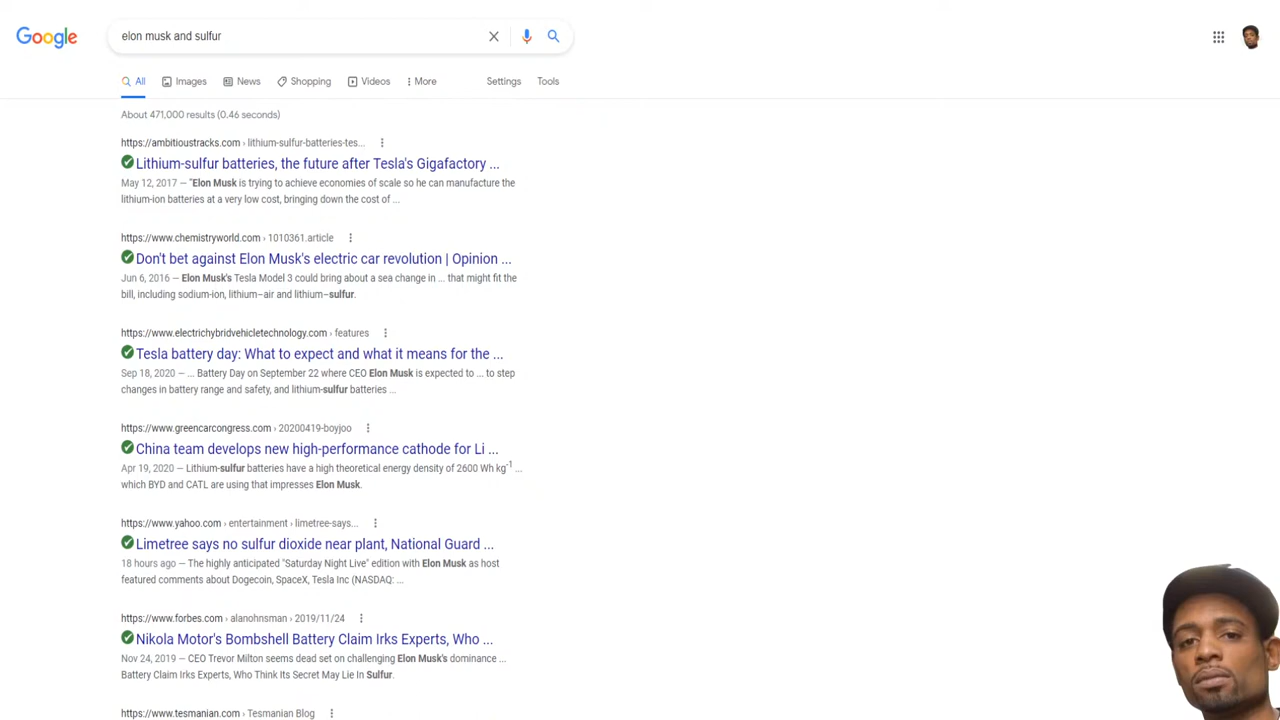 Google
elon musk and sulfur
All Images News Shopping Videos More Settings Tools
About 471,000 results (0.46 seconds)
https://ambitioustracks.com › lithium-sulfur-batteries-tes...
Lithium-sulfur batteries, the future after Tesla's Gigafactory ...
May 12, 2017 — "Elon Musk is trying to achieve economies of scale so he can manufacture the
lithium-ion batteries at a very low cost, bringing down the cost of ...
https://www.chemistryworld.com › 1010361.article
Don't bet against Elon Musk's electric car revolution | Opinion ...
Jun 6, 2016 — Elon Musk's Tesla Model 3 could bring about a sea change in ... that might fit the
bill, including sodium-ion, lithium–air and lithium–sulfur.
https://www.electrichybridvehicletechnology.com › features
Tesla battery day: What to expect and what it means for the ...
Sep 18, 2020 — ... Battery Day on September 22 where CEO Elon Musk is expected to ... to step
changes in battery range and safety, and lithium-sulfur batteries ...
https://www.greencarcongress.com › 20200419-boyjoo
China team develops new high-performance cathode for Li ...
Apr 19, 2020 — Lithium-sulfur batteries have a high theoretical energy density of 2600 Wh kg⁻¹ ...
which BYD and CATL are using that impresses Elon Musk.
https://www.yahoo.com › entertainment › limetree-says...
Limetree says no sulfur dioxide near plant, National Guard ...
18 hours ago — The highly anticipated "Saturday Night Live" edition with Elon Musk as host
featured comments about Dogecoin, SpaceX, Tesla Inc (NASDAQ: ...
https://www.forbes.com › alanohnsman › 2019/11/24
Nikola Motor's Bombshell Battery Claim Irks Experts, Who ...
Nov 24, 2019 — CEO Trevor Milton seems dead set on challenging Elon Musk's dominance ...
Battery Claim Irks Experts, Who Think Its Secret May Lie In Sulfur.
https://www.tesmanian.com › Tesmanian Blog